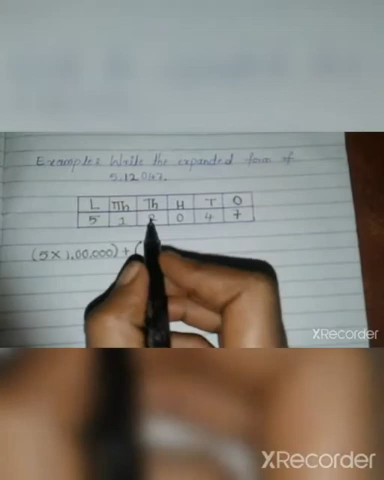 Example: Write the expanded form of
5,12,047.
L TTh Th H T O
5 1 2 0 4 7
(5 × 1,00,000) + (
XRecorder
XRecorder